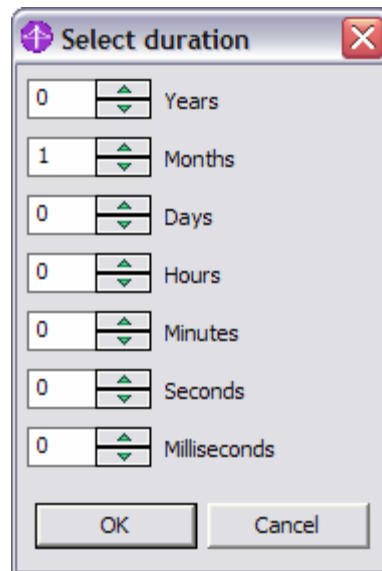 Select duration
0 Years
1 Months
0 Days
0 Hours
0 Minutes
0 Seconds
0 Milliseconds
OK Cancel